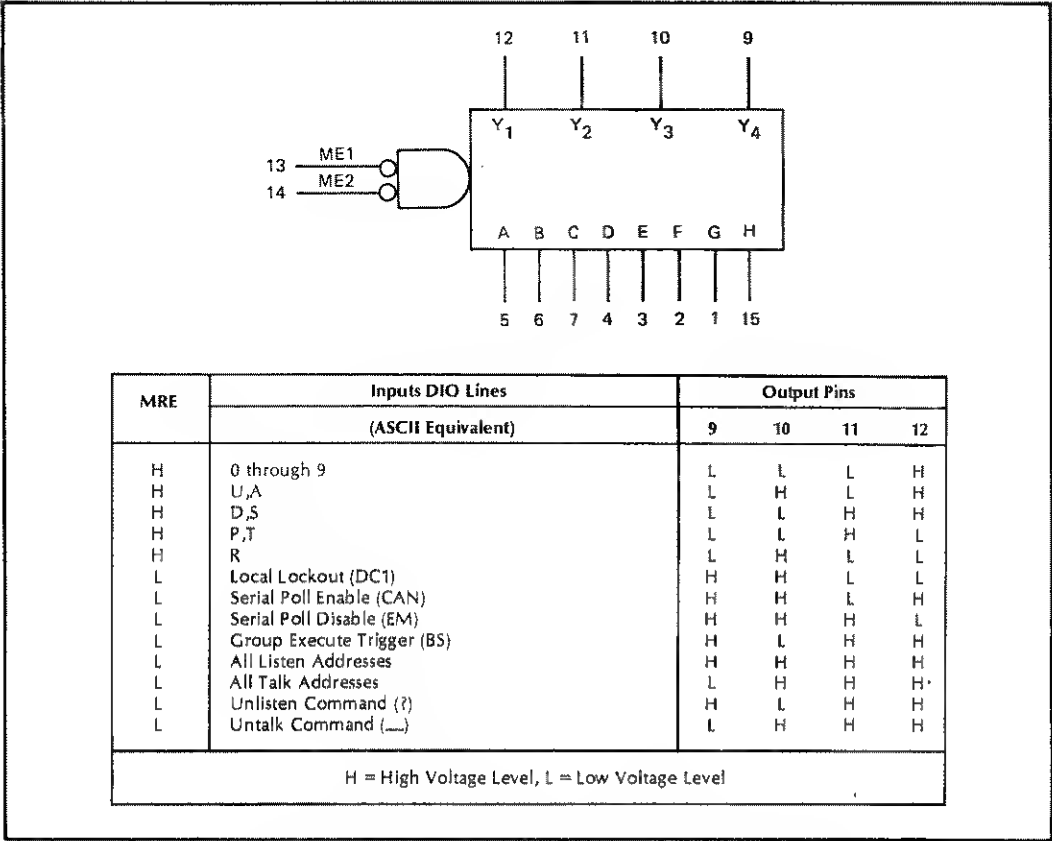 12 11 10 9
Y1 Y2 Y3 Y4
13 ME1
14 ME2
A B C D E F G H
5 6 7 4 3 2 1 15
MRE Inputs DIO Lines Output Pins
(ASCII Equivalent) 9 10 11 12
H 0 through 9 L L L H
H U,A L H L H
H D,S L L H H
H P,T L L H L
H R L H L L
L Local Lockout (DC1) H H L L
L Serial Poll Enable (CAN) H H L H
L Serial Poll Disable (EM) H H H L
L Group Execute Trigger (BS) H L H H
L All Listen Addresses H H H H
L All Talk Addresses L H H H
L Unlisten Command (?) H L H H
L Untalk Command (__) L H H H
H = High Voltage Level, L = Low Voltage Level